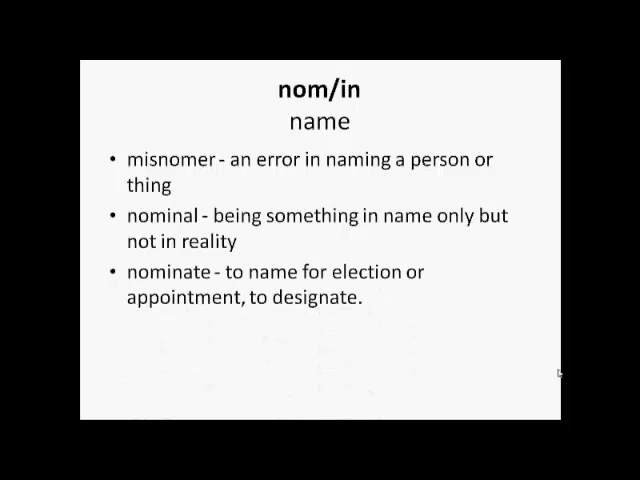 nom/in
name
• misnomer - an error in naming a person or
thing
• nominal - being something in name only but
not in reality
• nominate - to name for election or
appointment, to designate.